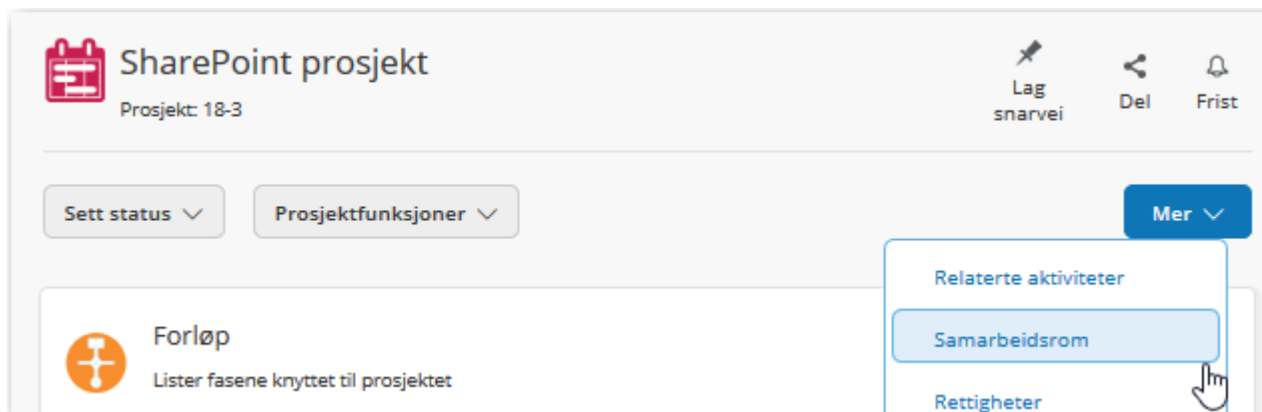 SharePoint prosjekt
Prosjekt: 18-3
Lag
snarvei
Del
Frist
Sett status
Prosjektfunksjoner
Mer
Relaterte aktiviteter
Samarbeidsrom
Rettigheter
Forløp
Lister fasene knyttet til prosjektet